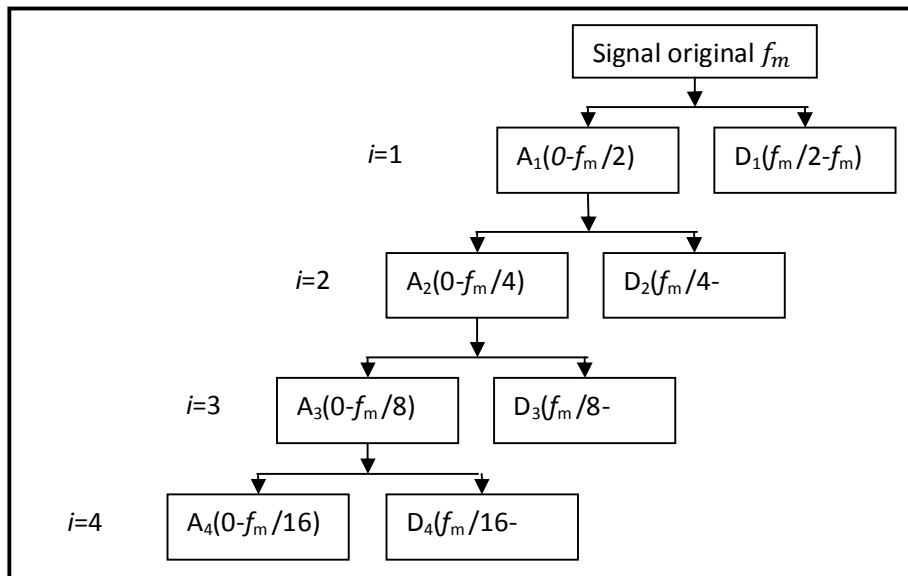 Signal original fₘ
i=1
A₁(0-fₘ/2)
D₁(fₘ/2-fₘ)
i=2
A₂(0-fₘ/4)
D₂(fₘ/4-
i=3
A₃(0-fₘ/8)
D₃(fₘ/8-
i=4
A₄(0-fₘ/16)
D₄(fₘ/16-